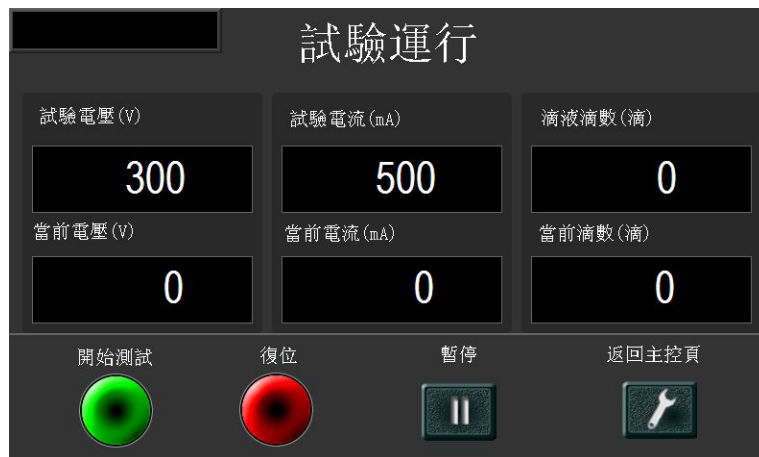 試驗運行
試驗電壓(V)
試驗電流(mA)
滴液滴數(滴)
300
500
0
當前電壓(V)
當前電流(mA)
當前滴數(滴)
0
0
0
開始測試
復位
暫停
返回主控頁